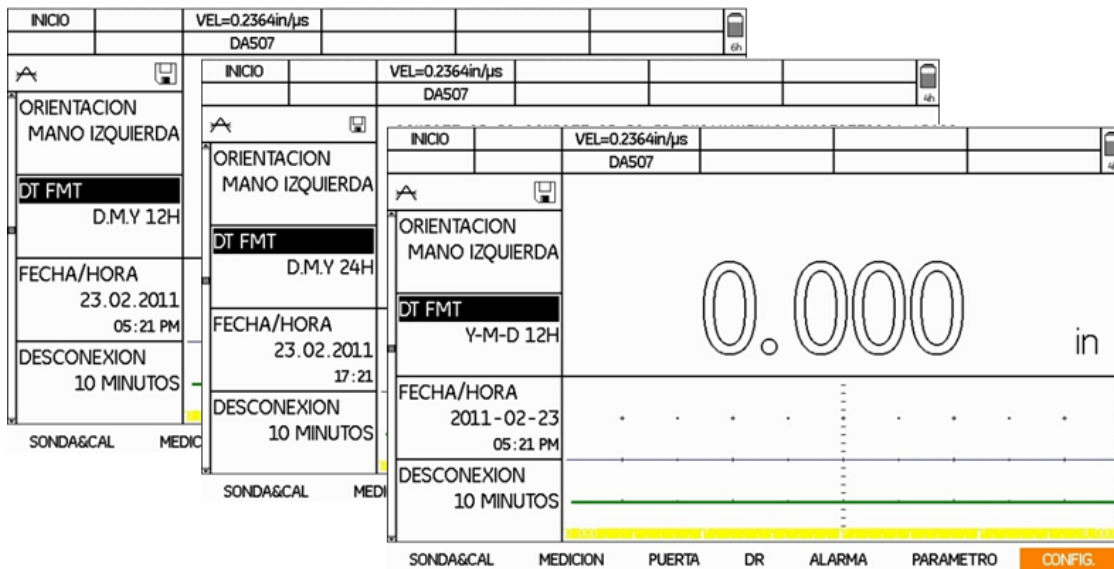 INICIO VEL=0.2364in/µs
DA507
6h
ORIENTACION
MANO IZQUIERDA
DT FMT
D.M.Y 12H
FECHA/HORA
23.02.2011
05:21 PM
DESCONEXION
10 MINUTOS
SONDA&CAL MEDIC
INICIO VEL=0.2364in/µs
DA507
4h
ORIENTACION
MANO IZQUIERDA
DT FMT
D.M.Y 24H
FECHA/HORA
23.02.2011
17:21
DESCONEXION
10 MINUTOS
SONDA&CAL MEDI
INICIO VEL=0.2364in/µs
DA507
ORIENTACION
MANO IZQUIERDA
DT FMT
Y-M-D 12H
FECHA/HORA
2011-02-23
05:21 PM
DESCONEXION
10 MINUTOS
0.000
in
SONDA&CAL MEDICION PUERTA DR ALARMA PARAMETRO CONFIG.